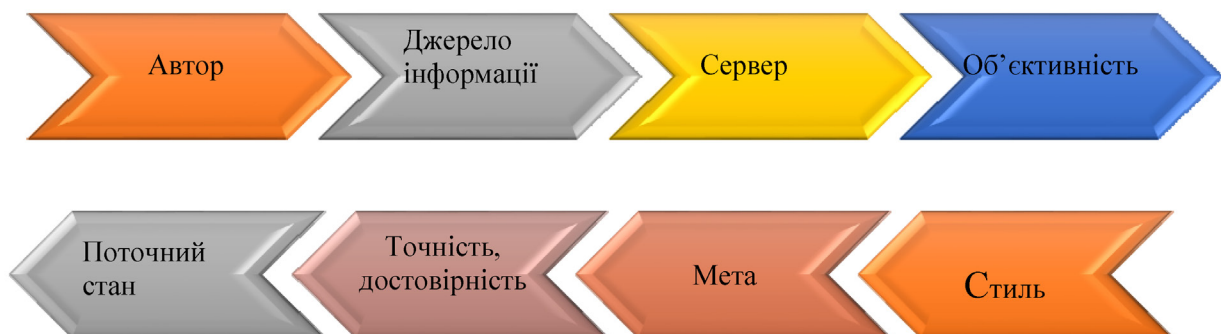 Автор
Джерело
інформації
Сервер
Об’єктивність
Поточний
стан
Точність,
достовірність
Мета
Стиль